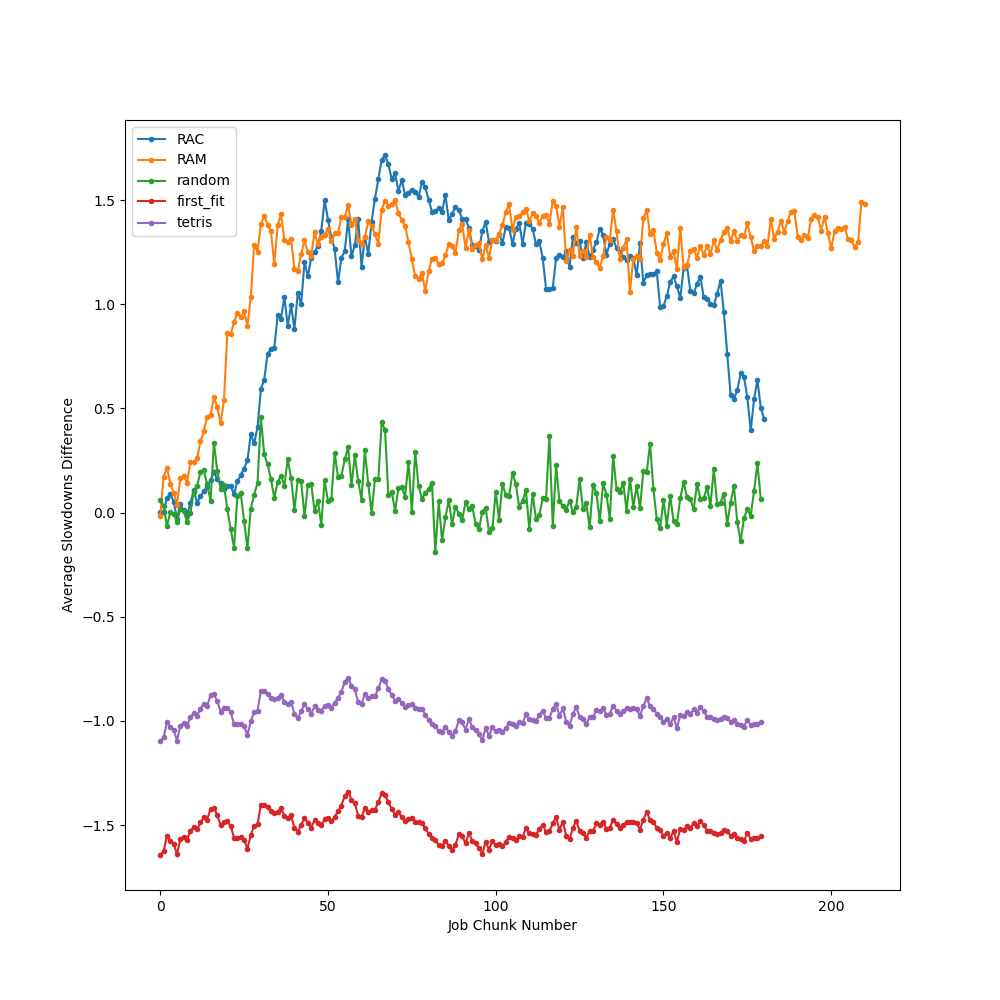 RAC
RAM
random
first_fit
tetris
1.5
1.0
0.5
0.0
−0.5
−1.0
−1.5
Average Slowdowns Difference
0
50
100
150
200
Job Chunk Number